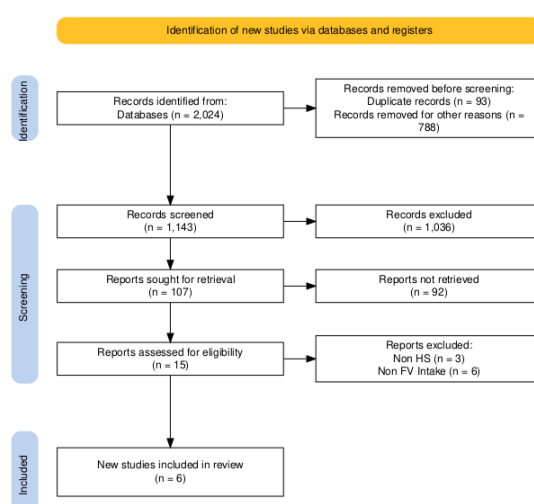 Identification of new studies via databases and registers
Identification
Records identified from:
Databases (n = 2,024)
Records removed before screening:
Duplicate records (n = 93)
Records removed for other reasons (n =
788)
Screening
Records screened
(n = 1,143)
Records excluded
(n = 1,036)
Reports sought for retrieval
(n = 107)
Reports not retrieved
(n = 92)
Reports assessed for eligibility
(n = 15)
Reports excluded:
Non HS (n = 3)
Non FV Intake (n = 6)
Included
New studies included in review
(n = 6)